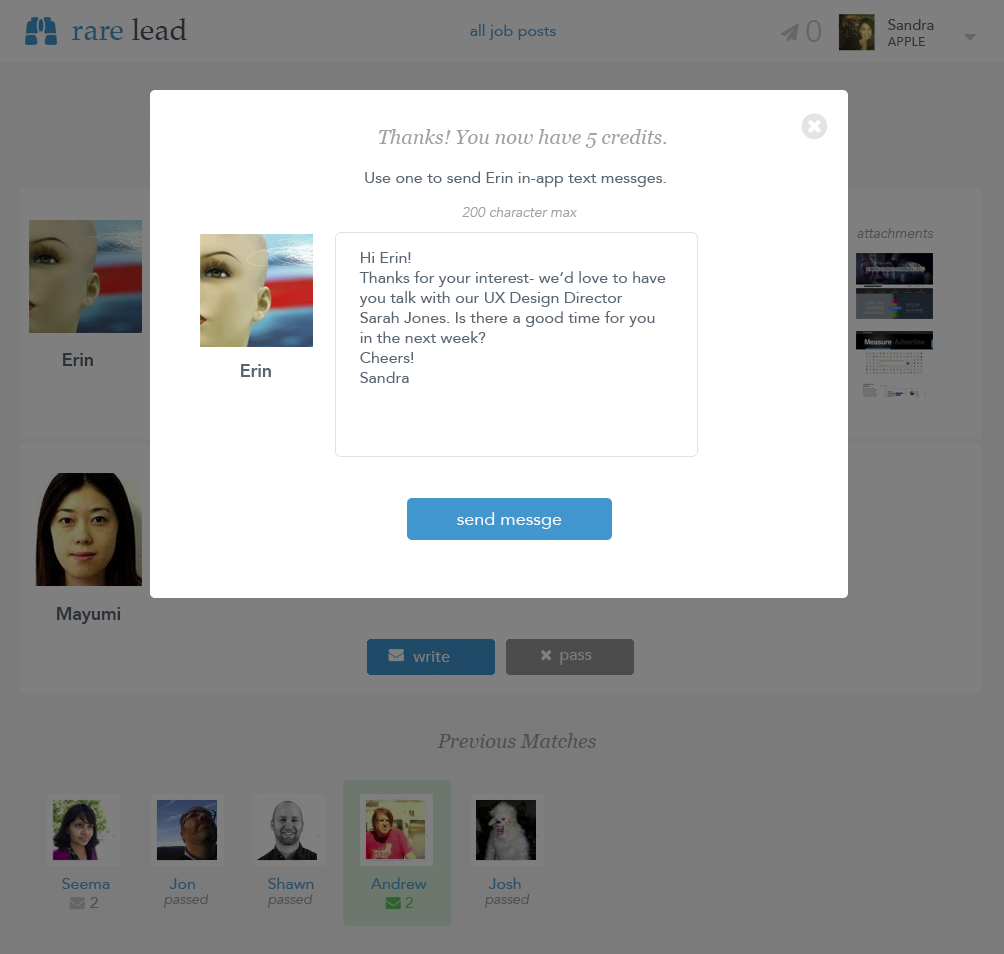 rare lead
all job posts
0
Sandra
APPLE
Thanks! You now have 5 credits.
Use one to send Erin in-app text messges.
200 character max
Hi Erin!
Thanks for your interest- we’d love to have
you talk with our UX Design Director
Sarah Jones. Is there a good time for you
in the next week?
Cheers!
Sandra
Erin
Erin
attachments
Measure Advertise
send messge
Mayumi
write
pass
Previous Matches
Seema
2
Jon
passed
Shawn
passed
Andrew
2
Josh
passed